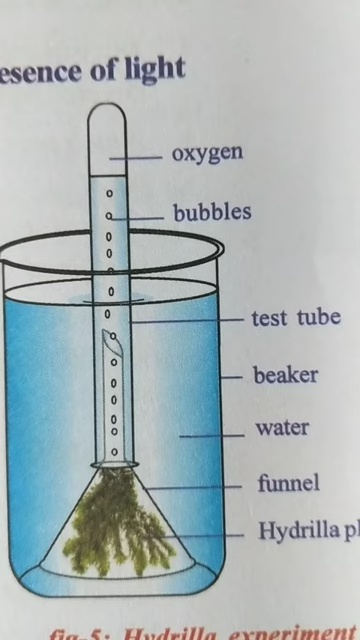 esence of light
oxygen
bubbles
test tube
beaker
water
funnel
Hydrilla pl
fig-5: Hydrilla experiment